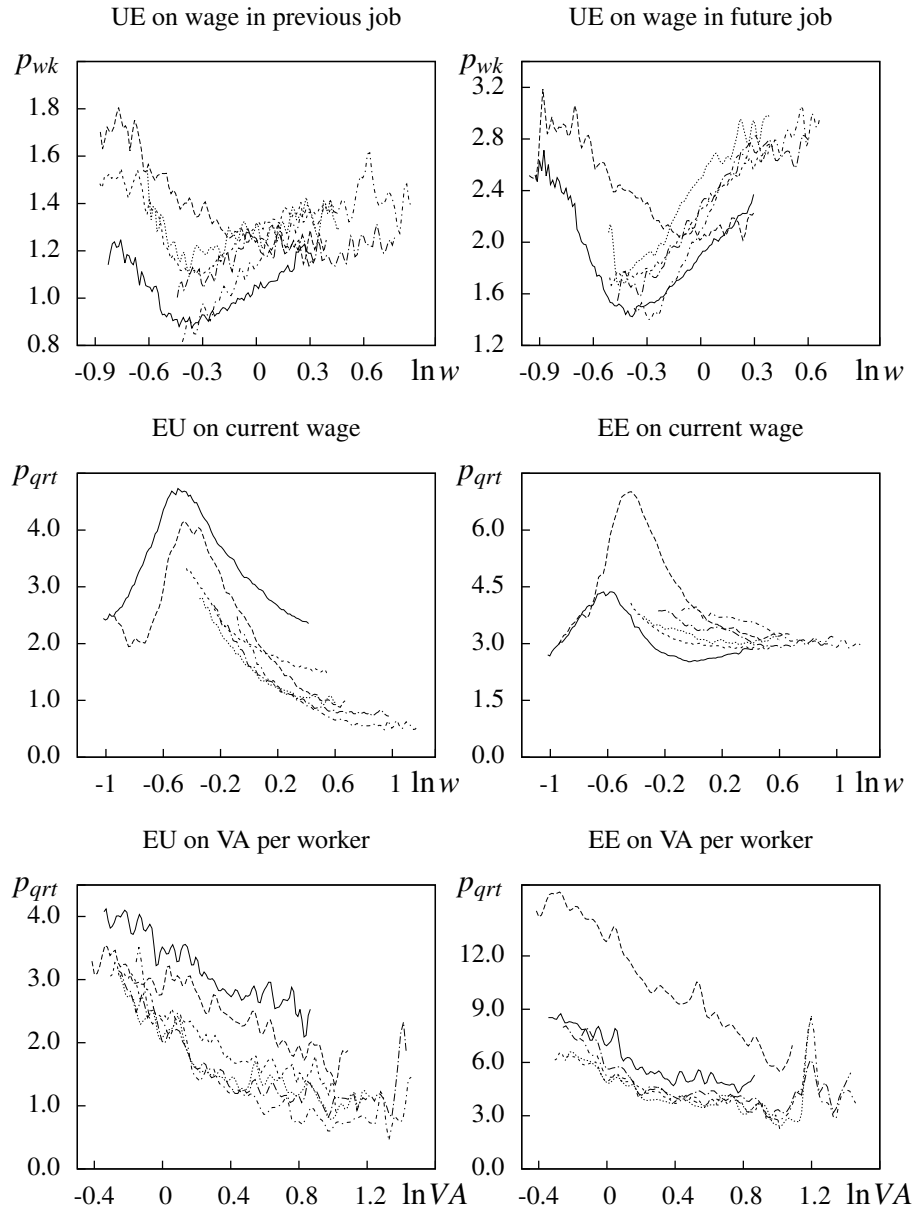 UE on wage in previous job
UE on wage in future job
p_wk
1.8
1.6
1.4
1.2
1.0
0.8
-0.9 -0.6 -0.3 0 0.3 0.6 ln w
p_wk
3.2
2.8
2.4
2.0
1.6
1.2
-0.9 -0.6 -0.3 0 0.3 0.6 ln w
EU on current wage
EE on current wage
p_qrt
4.0
3.0
2.0
1.0
0.0
-1 -0.6 -0.2 0.2 0.6 1 ln w
p_qrt
6.0
4.5
3.0
1.5
0.0
-1 -0.6 -0.2 0.2 0.6 1 ln w
EU on VA per worker
EE on VA per worker
p_qrt
4.0
3.0
2.0
1.0
0.0
-0.4 0 0.4 0.8 1.2 ln VA
p_qrt
12.0
9.0
6.0
3.0
0.0
-0.4 0 0.4 0.8 1.2 ln VA